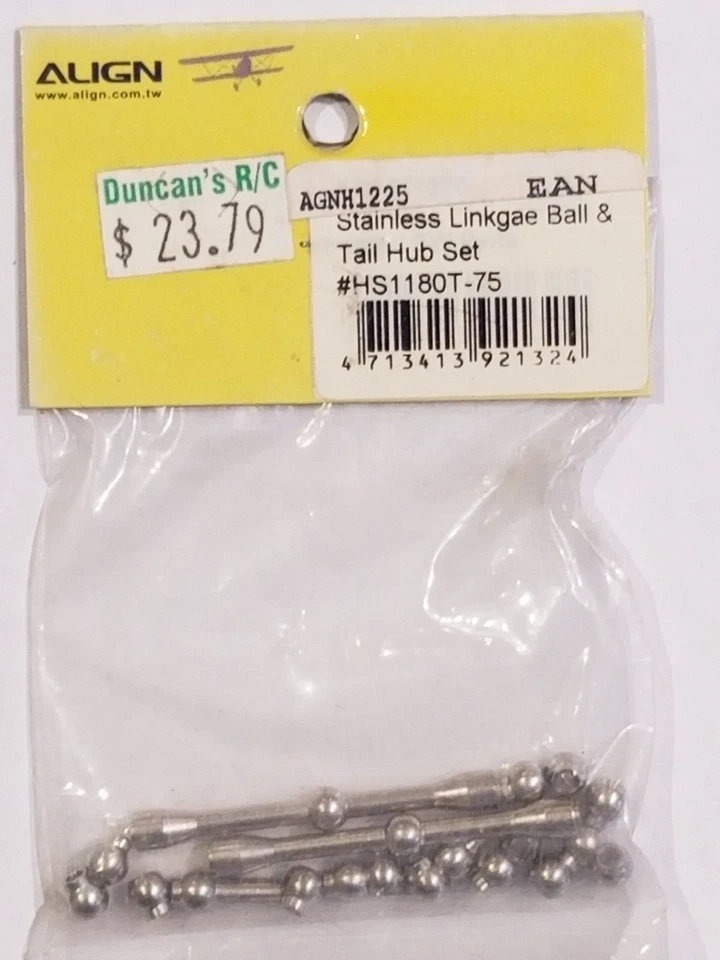 ALIGN
www.align.com.tw
Duncan's R/C
$ 23.79
AGNH1225 EAN
Stainless Linkgae Ball &
Tail Hub Set
#HS1180T-75
4 713413 921324